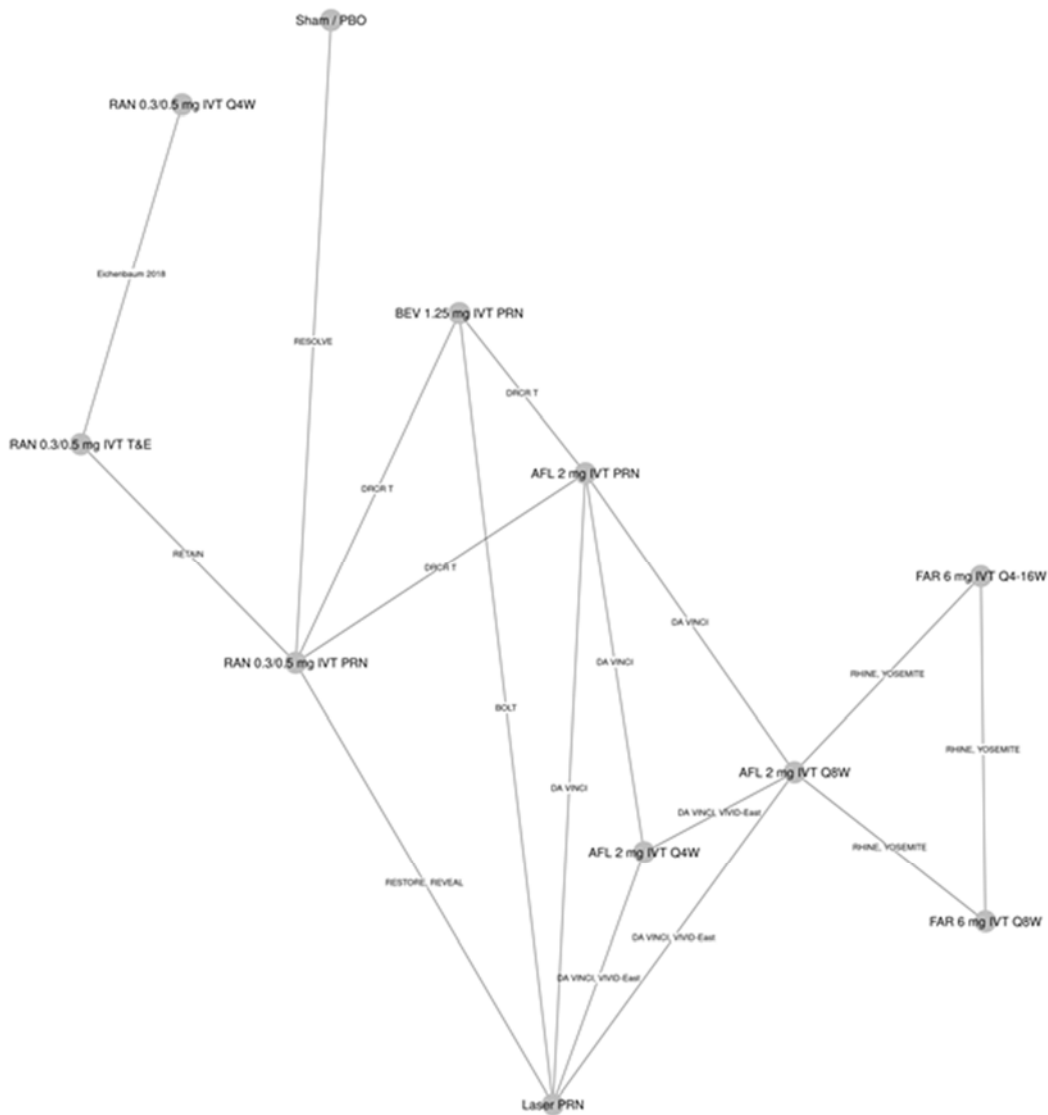 Sham / PBO
RAN 0.3/0.5 mg IVT Q4W
Eichenbaum 2018
BEV 1.25 mg IVT PRN
RESOLVE
DRCR T
RAN 0.3/0.5 mg IVT T&E
AFL 2 mg IVT PRN
DRCR T
RETAIN
DRCR T
FAR 6 mg IVT Q4-16W
DA VINCI
RAN 0.3/0.5 mg IVT PRN
DA VINCI
RHINE, YOSEMITE
BOLT
RHINE, YOSEMITE
AFL 2 mg IVT Q8W
DA VINCI
DA VINCI, VIVID-East
AFL 2 mg IVT Q4W
RHINE, YOSEMITE
RESTORE, REVEAL
FAR 6 mg IVT Q8W
DA VINCI, VIVID-East
DA VINCI, VIVID-East
Laser PRN